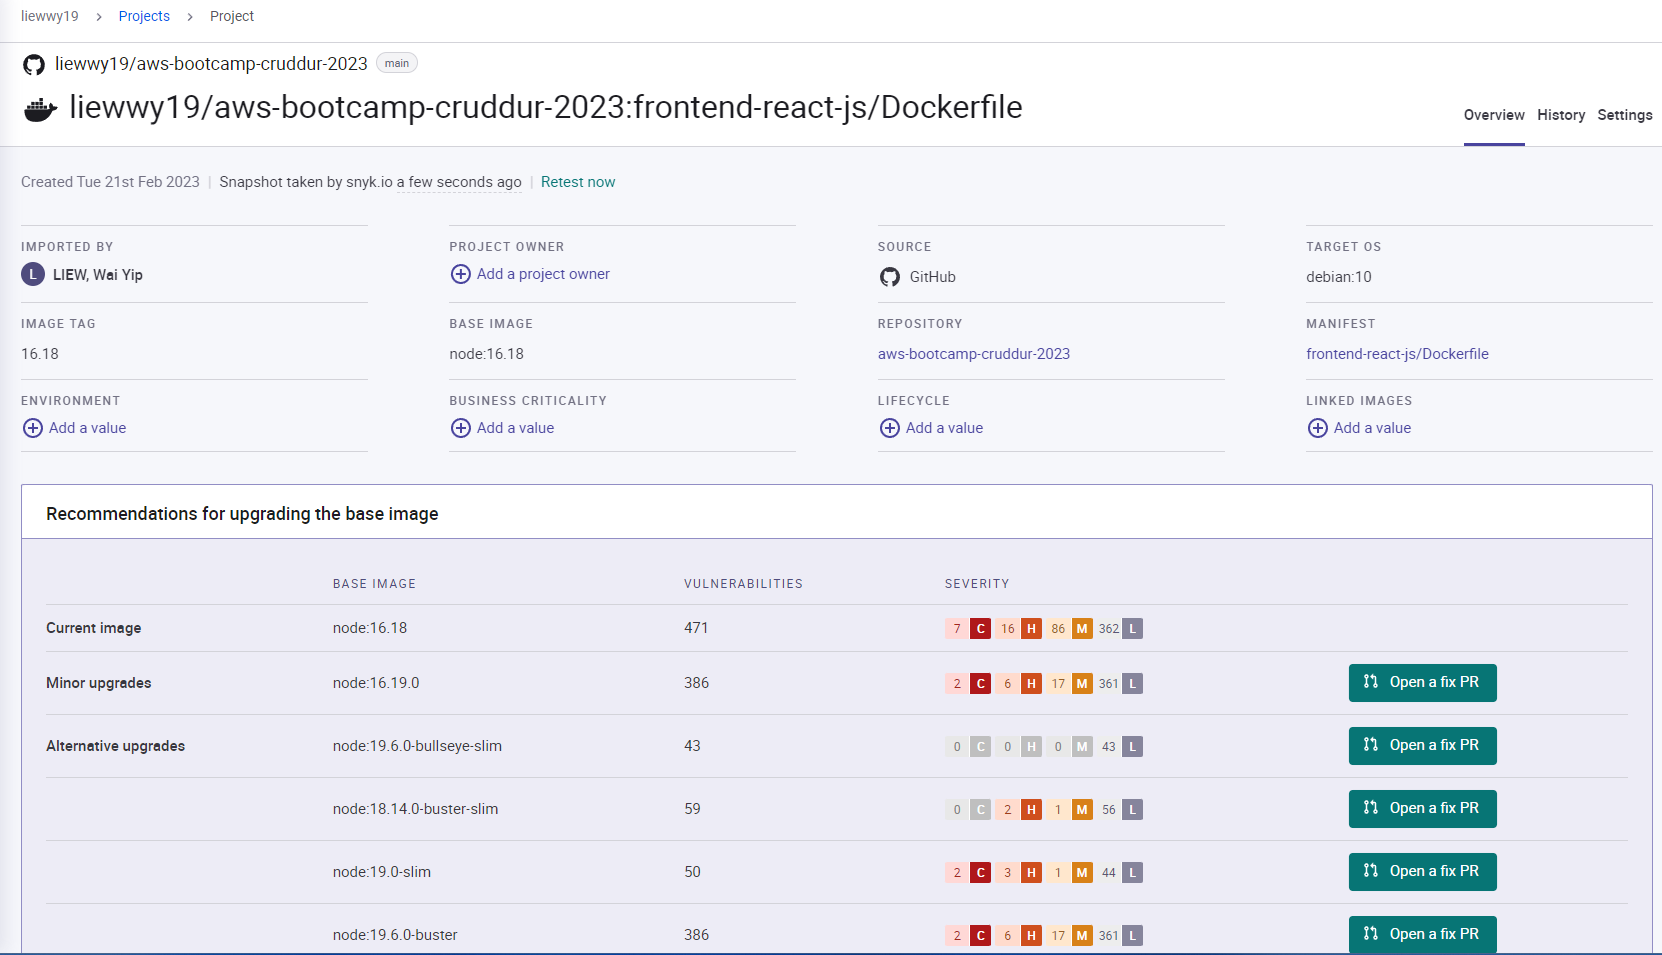 liewwy19 > Projects > Project
liewwy19/aws-bootcamp-cruddur-2023 main
liewwy19/aws-bootcamp-cruddur-2023:frontend-react-js/Dockerfile
Overview History Settings
Created Tue 21st Feb 2023 | Snapshot taken by snyk.io a few seconds ago | Retest now
IMPORTED BY PROJECT OWNER SOURCE TARGET OS
L LIEW, Wai Yip Add a project owner GitHub debian:10
IMAGE TAG BASE IMAGE REPOSITORY MANIFEST
16.18 node:16.18 aws-bootcamp-cruddur-2023 frontend-react-js/Dockerfile
ENVIRONMENT BUSINESS CRITICALITY LIFECYCLE LINKED IMAGES
Add a value Add a value Add a value Add a value
Recommendations for upgrading the base image
BASE IMAGE VULNERABILITIES SEVERITY
Current image node:16.18 471 7 C 16 H 86 M 362 L
Minor upgrades node:16.19.0 386 2 C 6 H 17 M 361 L Open a fix PR
Alternative upgrades node:19.6.0-bullseye-slim 43 0 C 0 H 0 M 43 L Open a fix PR
node:18.14.0-buster-slim 59 0 C 2 H 1 M 56 L Open a fix PR
node:19.0-slim 50 2 C 3 H 1 M 44 L Open a fix PR
node:19.6.0-buster 386 2 C 6 H 17 M 361 L Open a fix PR